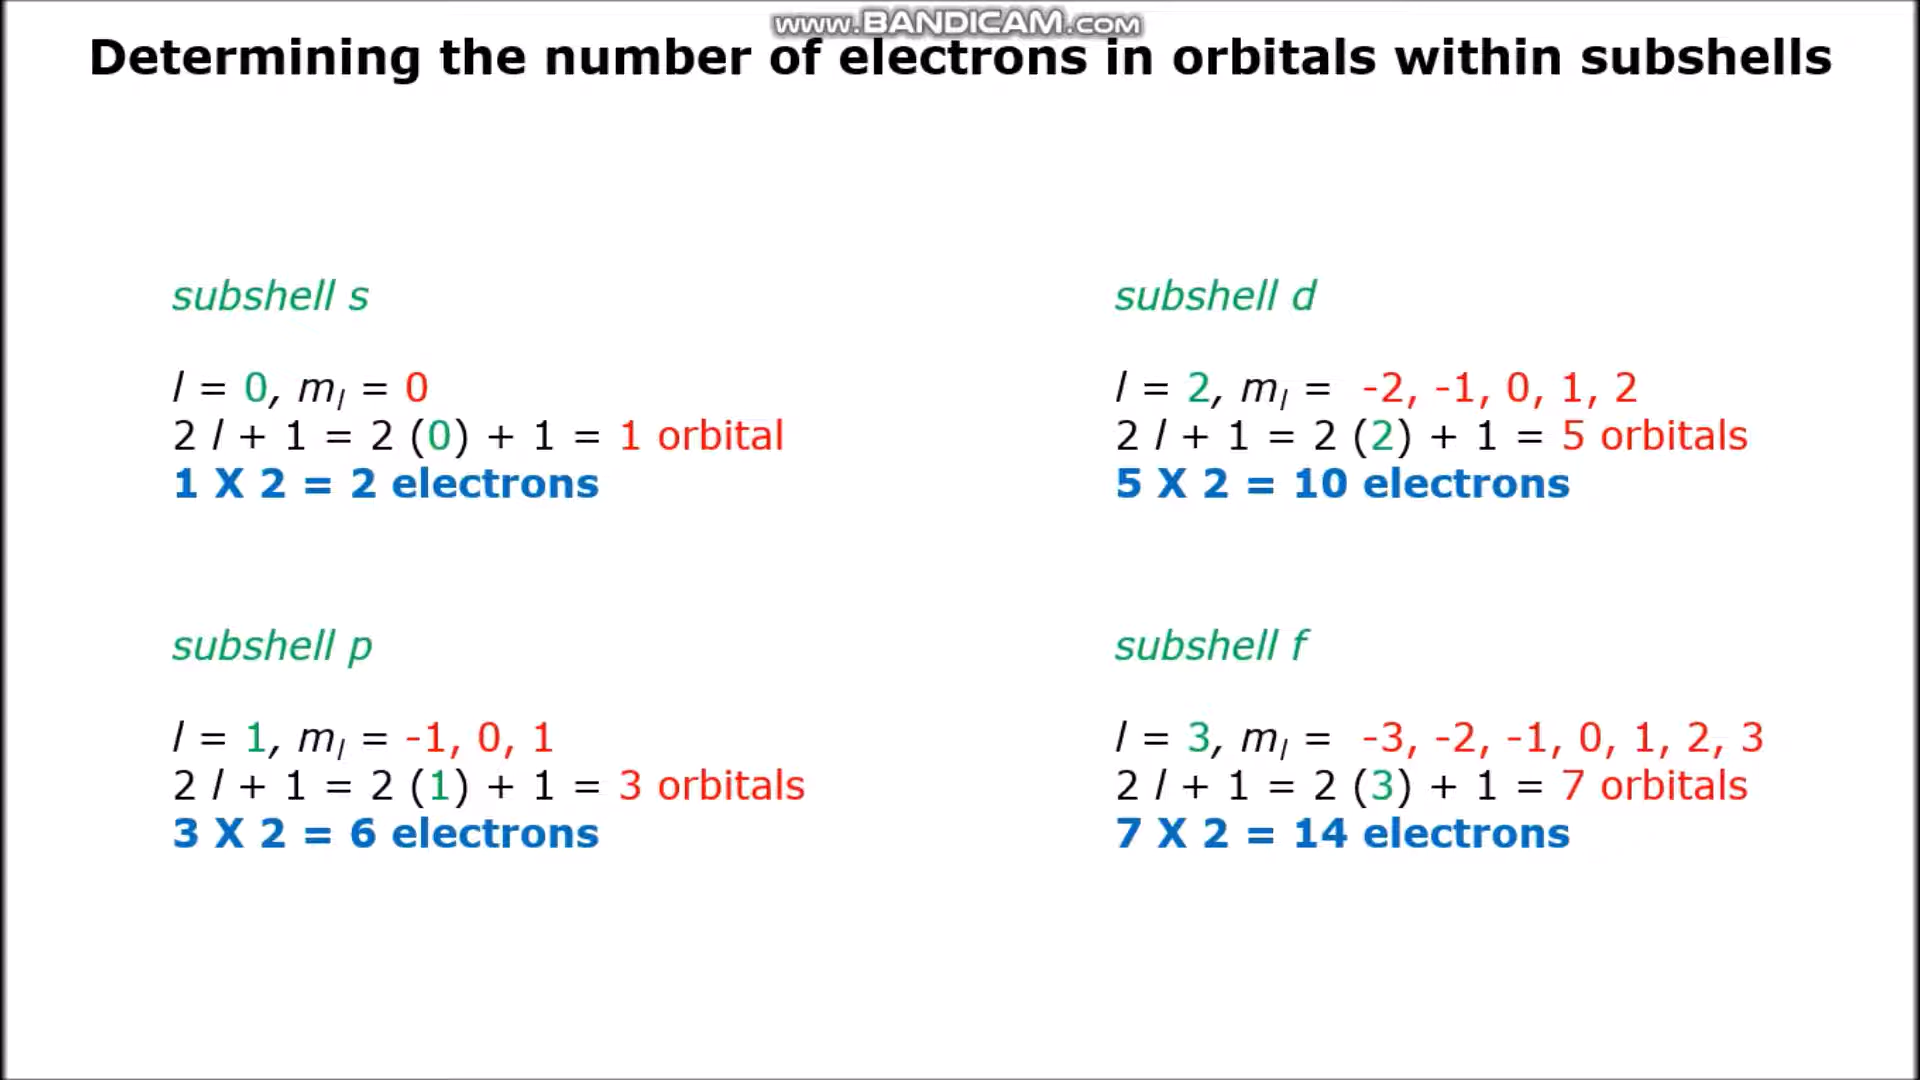 www.BANDICAM.com
Determining the number of electrons in orbitals within subshells
subshell s
l = 0, mₗ = 0
2 l + 1 = 2 (0) + 1 = 1 orbital
1 X 2 = 2 electrons
subshell p
l = 1, mₗ = -1, 0, 1
2 l + 1 = 2 (1) + 1 = 3 orbitals
3 X 2 = 6 electrons
subshell d
l = 2, mₗ = -2, -1, 0, 1, 2
2 l + 1 = 2 (2) + 1 = 5 orbitals
5 X 2 = 10 electrons
subshell f
l = 3, mₗ = -3, -2, -1, 0, 1, 2, 3
2 l + 1 = 2 (3) + 1 = 7 orbitals
7 X 2 = 14 electrons